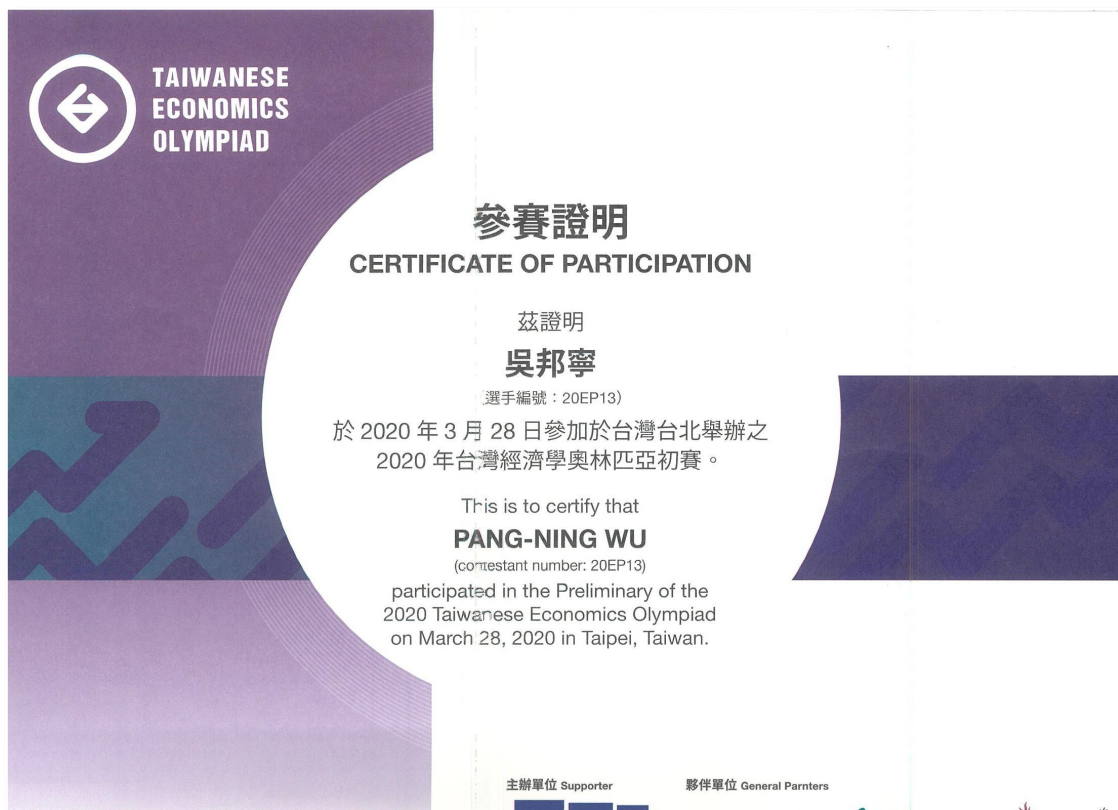 TAIWANESE
ECONOMICS
OLYMPIAD
參賽證明
CERTIFICATE OF PARTICIPATION
茲證明
吳邦寧
(選手編號：20EP13)
於 2020 年 3 月 28 日參加於台灣台北舉辦之
2020 年台灣經濟學奧林匹亞初賽。
This is to certify that
PANG-NING WU
(contestant number: 20EP13)
participated in the Preliminary of the
2020 Taiwanese Economics Olympiad
on March 28, 2020 in Taipei, Taiwan.
主辦單位 Supporter
夥伴單位 General Parnters